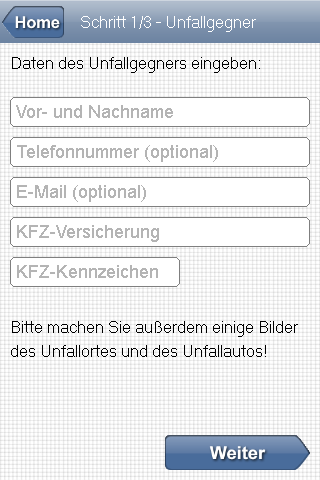 Home
Schritt 1/3 - Unfallgegner
Daten des Unfallgegners eingeben:
Vor- und Nachname
Telefonnummer (optional)
E-Mail (optional)
KFZ-Versicherung
KFZ-Kennzeichen
Bitte machen Sie außerdem einige Bilder
des Unfallortes und des Unfallautos!
Weiter